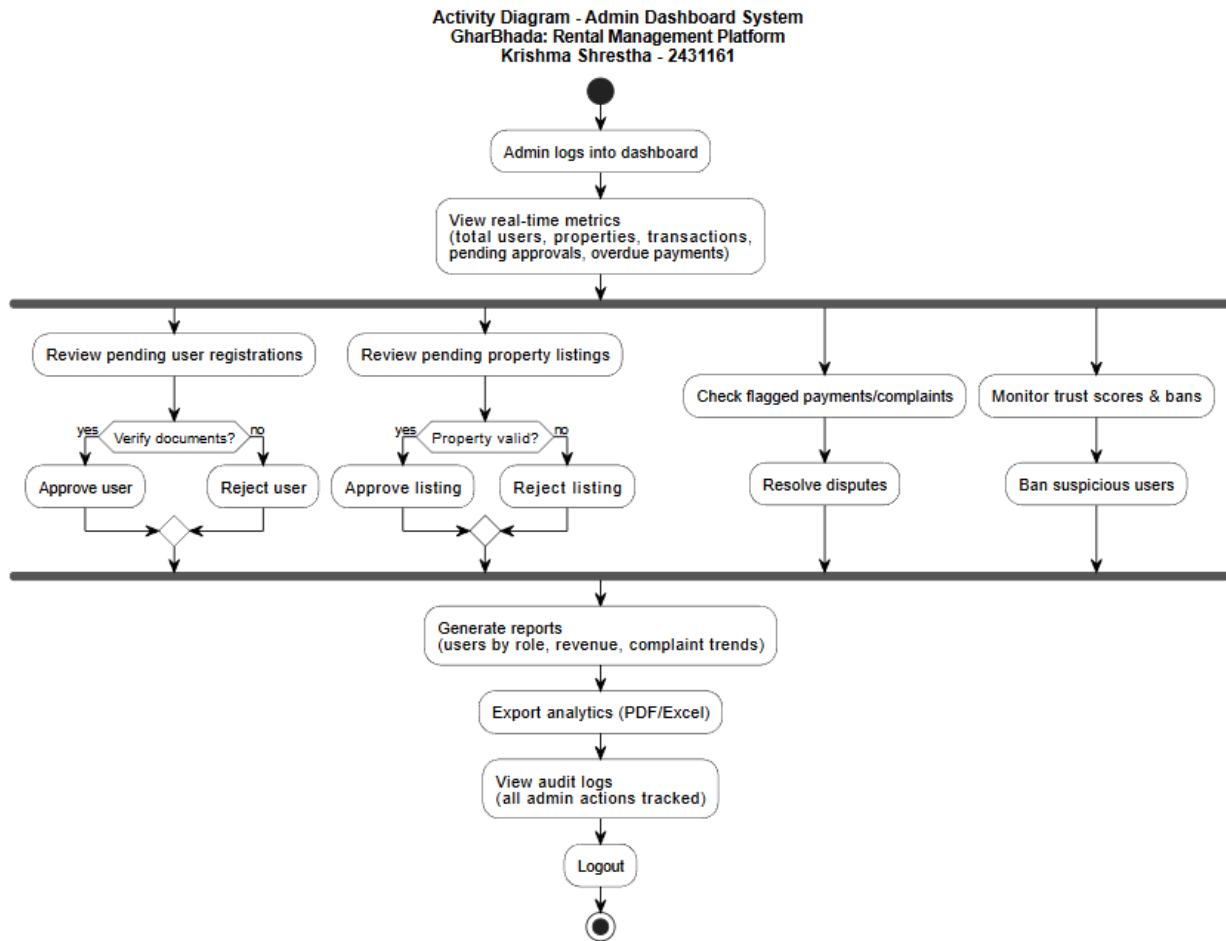 Activity Diagram - Admin Dashboard System
GharBhada: Rental Management Platform
Krishma Shrestha - 2431161
Admin logs into dashboard
View real-time metrics
(total users, properties, transactions,
pending approvals, overdue payments)
Review pending user registrations
Review pending property listings
Check flagged payments/complaints
Monitor trust scores & bans
yes
Verify documents?
no
yes
Property valid?
no
Approve user
Reject user
Approve listing
Reject listing
Resolve disputes
Ban suspicious users
Generate reports
(users by role, revenue, complaint trends)
Export analytics (PDF/Excel)
View audit logs
(all admin actions tracked)
Logout